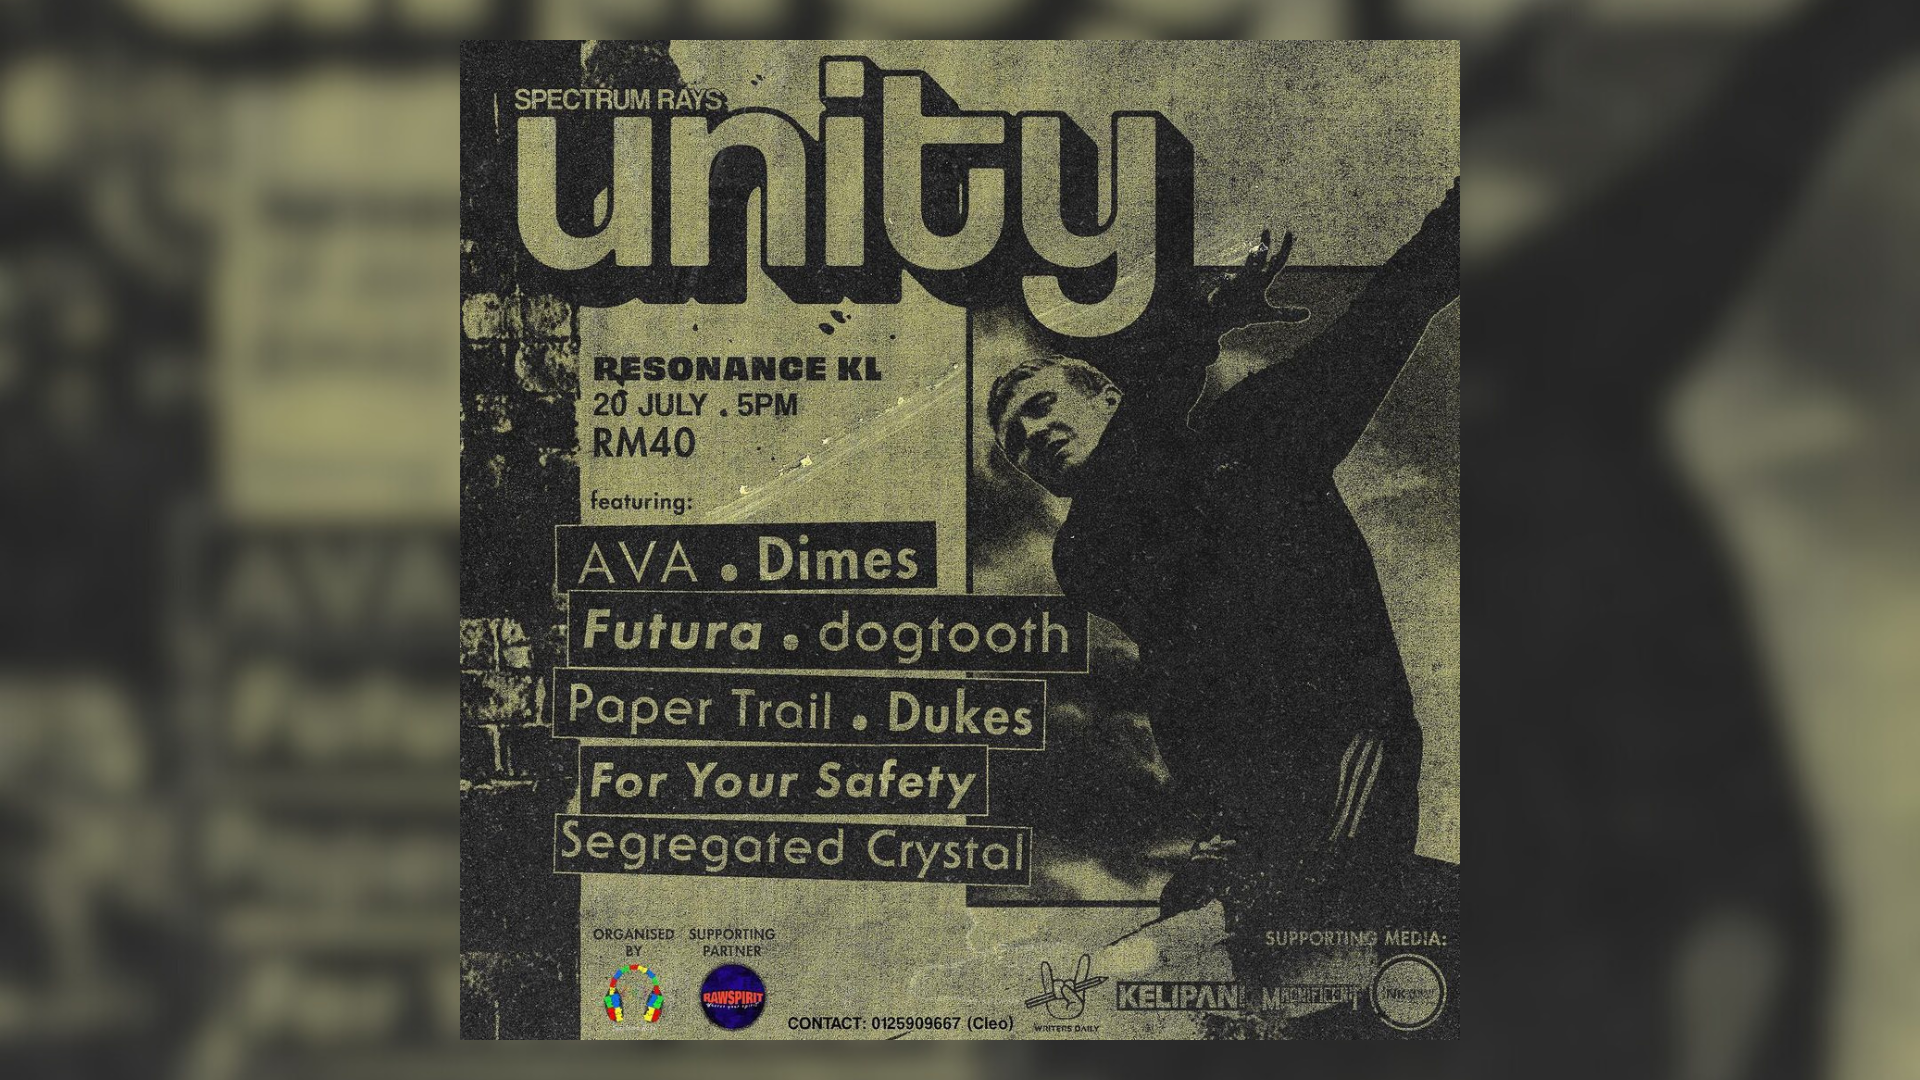 SPECTRUM RAYS
unity
RESONANCE KL
20 JULY . 5PM
RM40
featuring:
AVA . Dimes
Futura . dogtooth
Paper Trail . Dukes
For Your Safety
Segregated Crystal
ORGANISED BY
SUPPORTING PARTNER
RAWSPIRIT
CONTACT: 0125909667 (Cleo)
SUPPORTING MEDIA:
WRITERS DAILY
KELIPAN
MAGNIFICENT